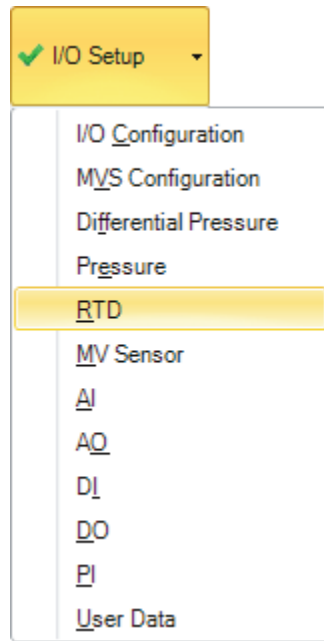 I/O Setup
I/O Configuration
MVS Configuration
Differential Pressure
Pressure
RTD
MV Sensor
AI
AO
DI
DO
PI
User Data